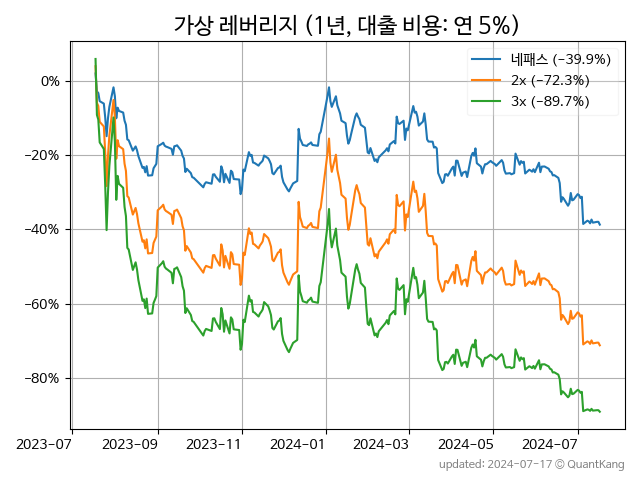 가상 레버리지 (1년, 대출 비용: 연 5%)
네패스 (−39.9%)
2x (−72.3%)
3x (−89.7%)
0%
−20%
−40%
−60%
−80%
2023-07 2023-09 2023-11 2024-01 2024-03 2024-05 2024-07
updated: 2024-07-17 © QuantKang